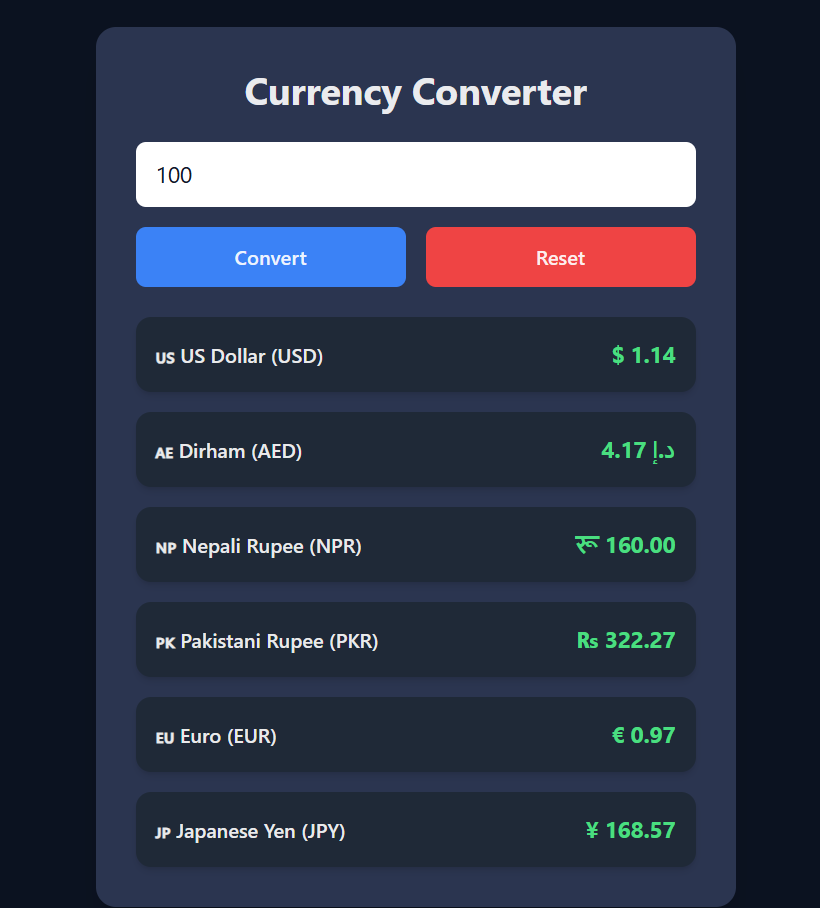 Currency Converter
100
Convert
Reset
US US Dollar (USD)
$ 1.14
AE Dirham (AED)
د.إ 4.17
NP Nepali Rupee (NPR)
रू 160.00
PK Pakistani Rupee (PKR)
₨ 322.27
EU Euro (EUR)
€ 0.97
JP Japanese Yen (JPY)
¥ 168.57